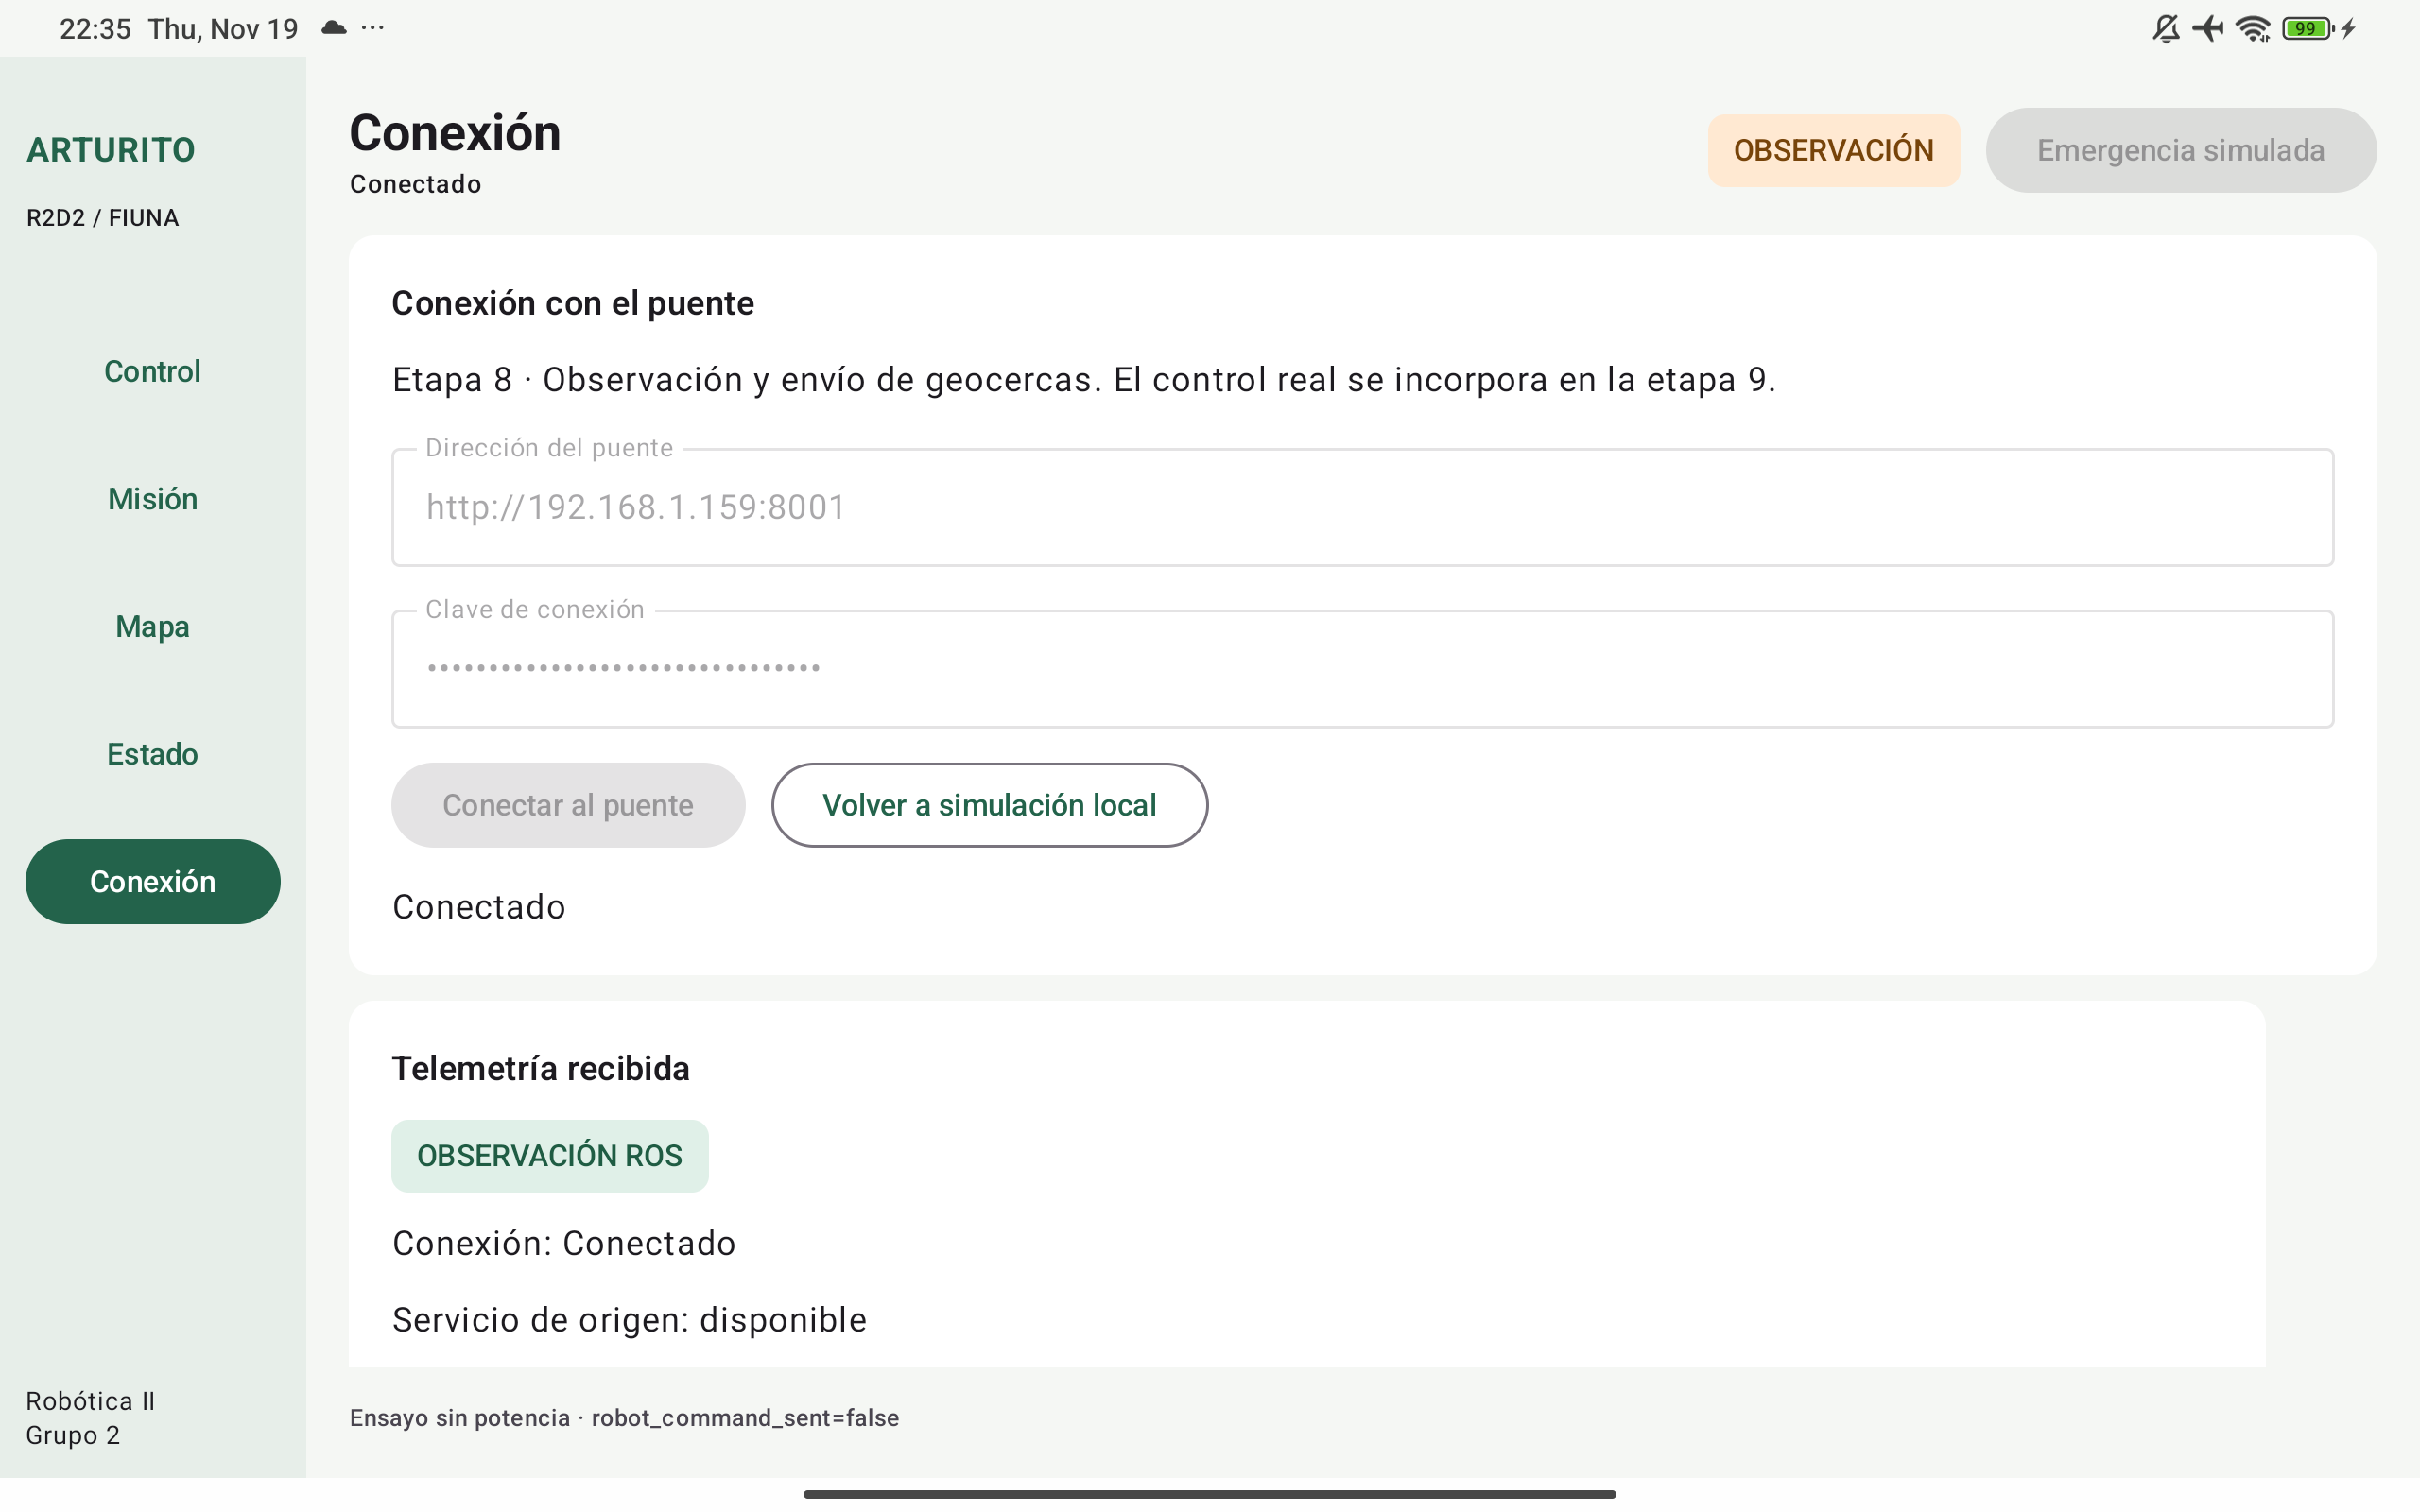 22:35 Thu, Nov 19 ···
99
ARTURITO
R2D2 / FIUNA
Control
Misión
Mapa
Estado
Conexión
Robótica II
Grupo 2
Conexión
Conectado
OBSERVACIÓN
Emergencia simulada
Conexión con el puente
Etapa 8 · Observación y envío de geocercas. El control real se incorpora en la etapa 9.
Dirección del puente
http://192.168.1.159:8001
Clave de conexión
••••••••••••••••••••••••••••••••
Conectar al puente
Volver a simulación local
Conectado
Telemetría recibida
OBSERVACIÓN ROS
Conexión: Conectado
Servicio de origen: disponible
Ensayo sin potencia · robot_command_sent=false